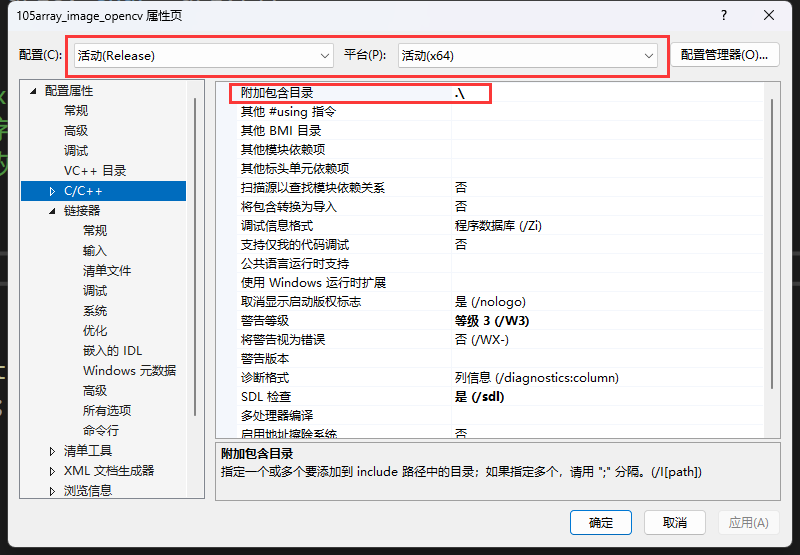 105array_image_opencv 属性页
配置(C): 活动(Release) 平台(P): 活动(x64) 配置管理器(O)...
配置属性
常规
高级
调试
VC++ 目录
C/C++
链接器
常规
输入
清单文件
调试
系统
优化
嵌入的 IDL
Windows 元数据
高级
所有选项
命令行
清单工具
XML 文档生成器
浏览信息
附加包含目录 .\
其他 #using 指令
其他 BMI 目录
其他模块依赖项
其他标头单元依赖项
扫描源以查找模块依赖关系 否
将包含转换为导入 否
调试信息格式 程序数据库 (/Zi)
支持仅我的代码调试 否
公共语言运行时支持
使用 Windows 运行时扩展
取消显示启动版权标志 是 (/nologo)
警告等级 等级 3 (/W3)
将警告视为错误 否 (/WX-)
警告版本
诊断格式 列信息 (/diagnostics:column)
SDL 检查 是 (/sdl)
多处理器编译
启用地址擦除系统 否
附加包含目录
指定一个或多个要添加到 include 路径中的目录；如果指定多个，请用 ";" 分隔。(/I[path])
确定 取消 应用(A)